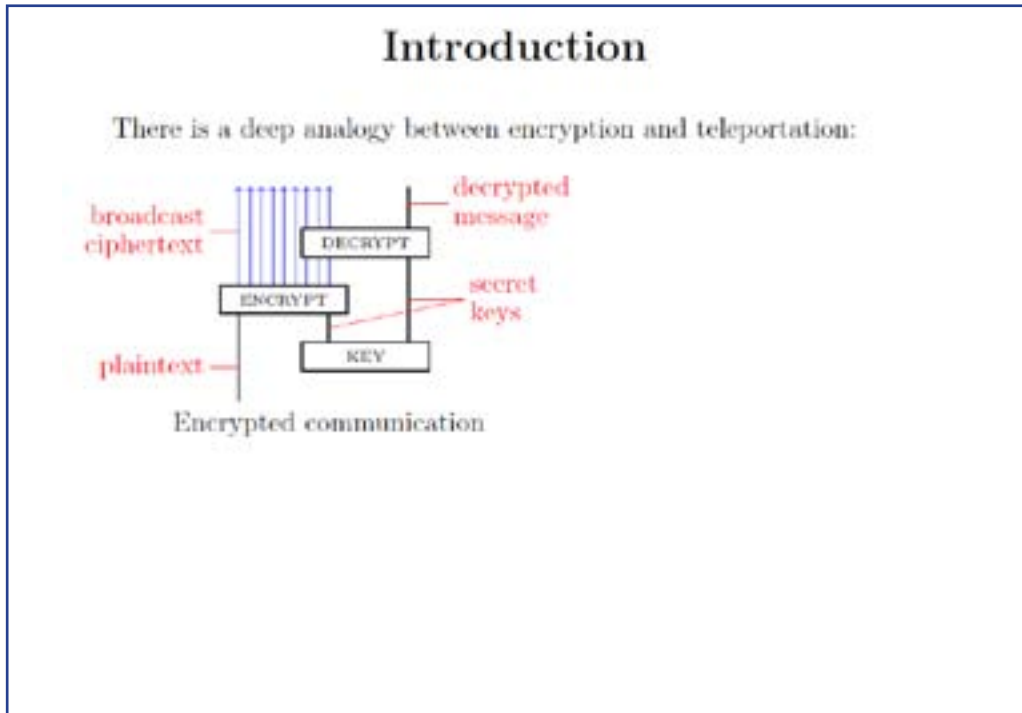 Introduction
There is a deep analogy between encryption and teleportation:
broadcast
ciphertext
decrypted
message
DECRYPT
ENCRYPT
secret
keys
KEY
plaintext
Encrypted communication